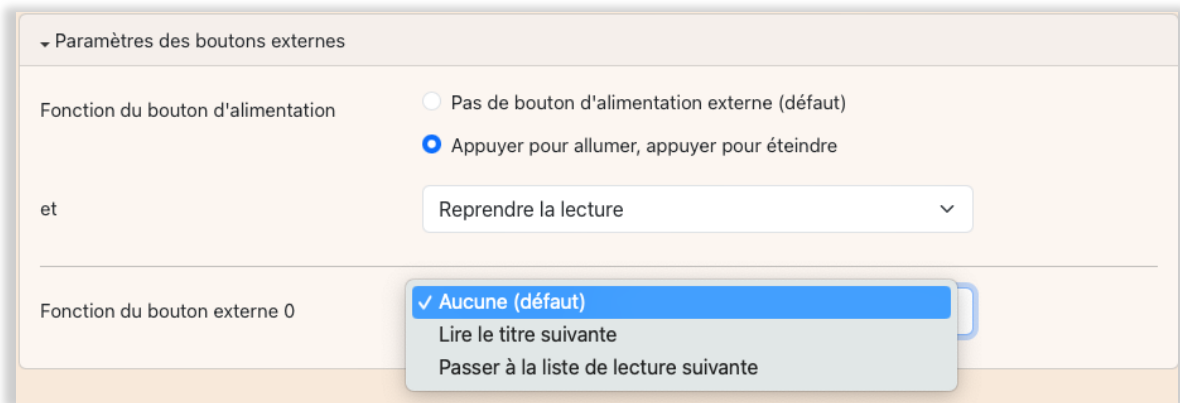 Paramètres des boutons externes
Fonction du bouton d'alimentation
Pas de bouton d'alimentation externe (défaut)
Appuyer pour allumer, appuyer pour éteindre
et
Reprendre la lecture
Fonction du bouton externe 0
Aucune (défaut)
Lire le titre suivante
Passer à la liste de lecture suivante